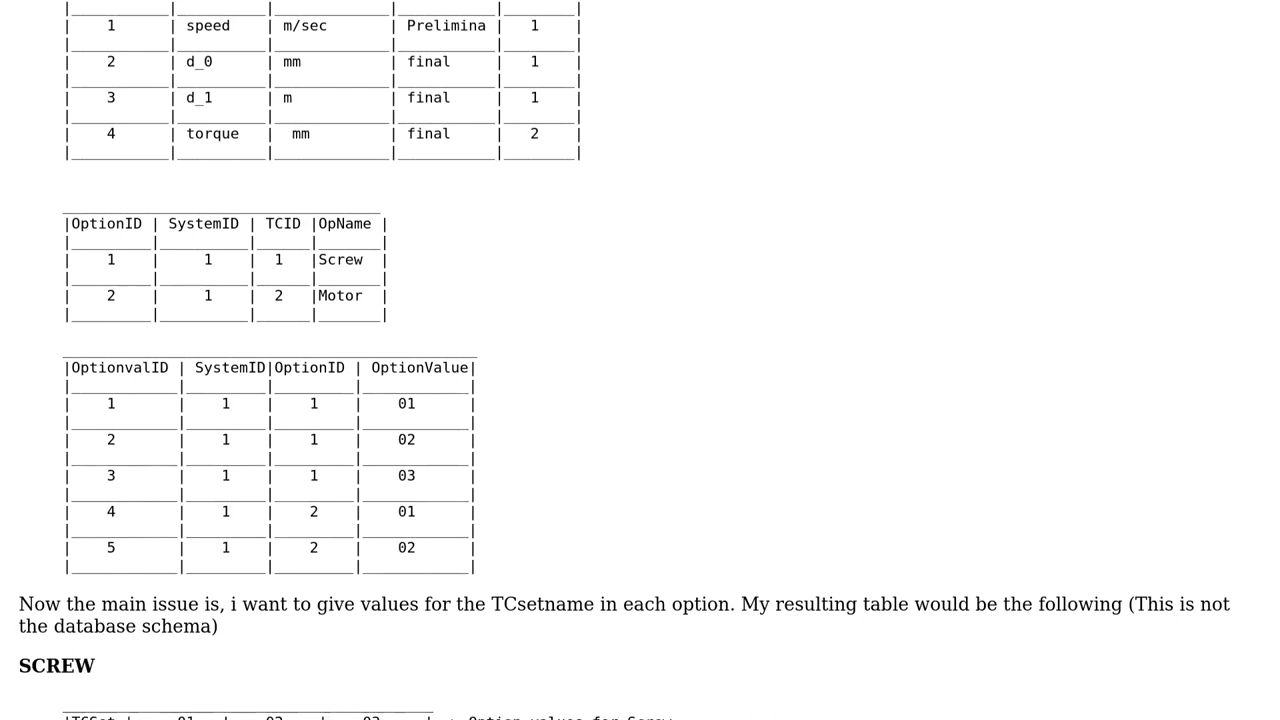 | 1 | speed | m/sec | Prelimina | 1 |
| 2 | d_0 | mm | final | 1 |
| 3 | d_1 | m | final | 1 |
| 4 | torque | mm | final | 2 |
|OptionID | SystemID | TCID |OpName |
| 1 | 1 | 1 |Screw |
| 2 | 1 | 2 |Motor |
|OptionvalID | SystemID|OptionID | OptionValue|
| 1 | 1 | 1 | 01 |
| 2 | 1 | 1 | 02 |
| 3 | 1 | 1 | 03 |
| 4 | 1 | 2 | 01 |
| 5 | 1 | 2 | 02 |
Now the main issue is, i want to give values for the TCsetname in each option. My resulting table would be the following (This is not
the database schema)
SCREW